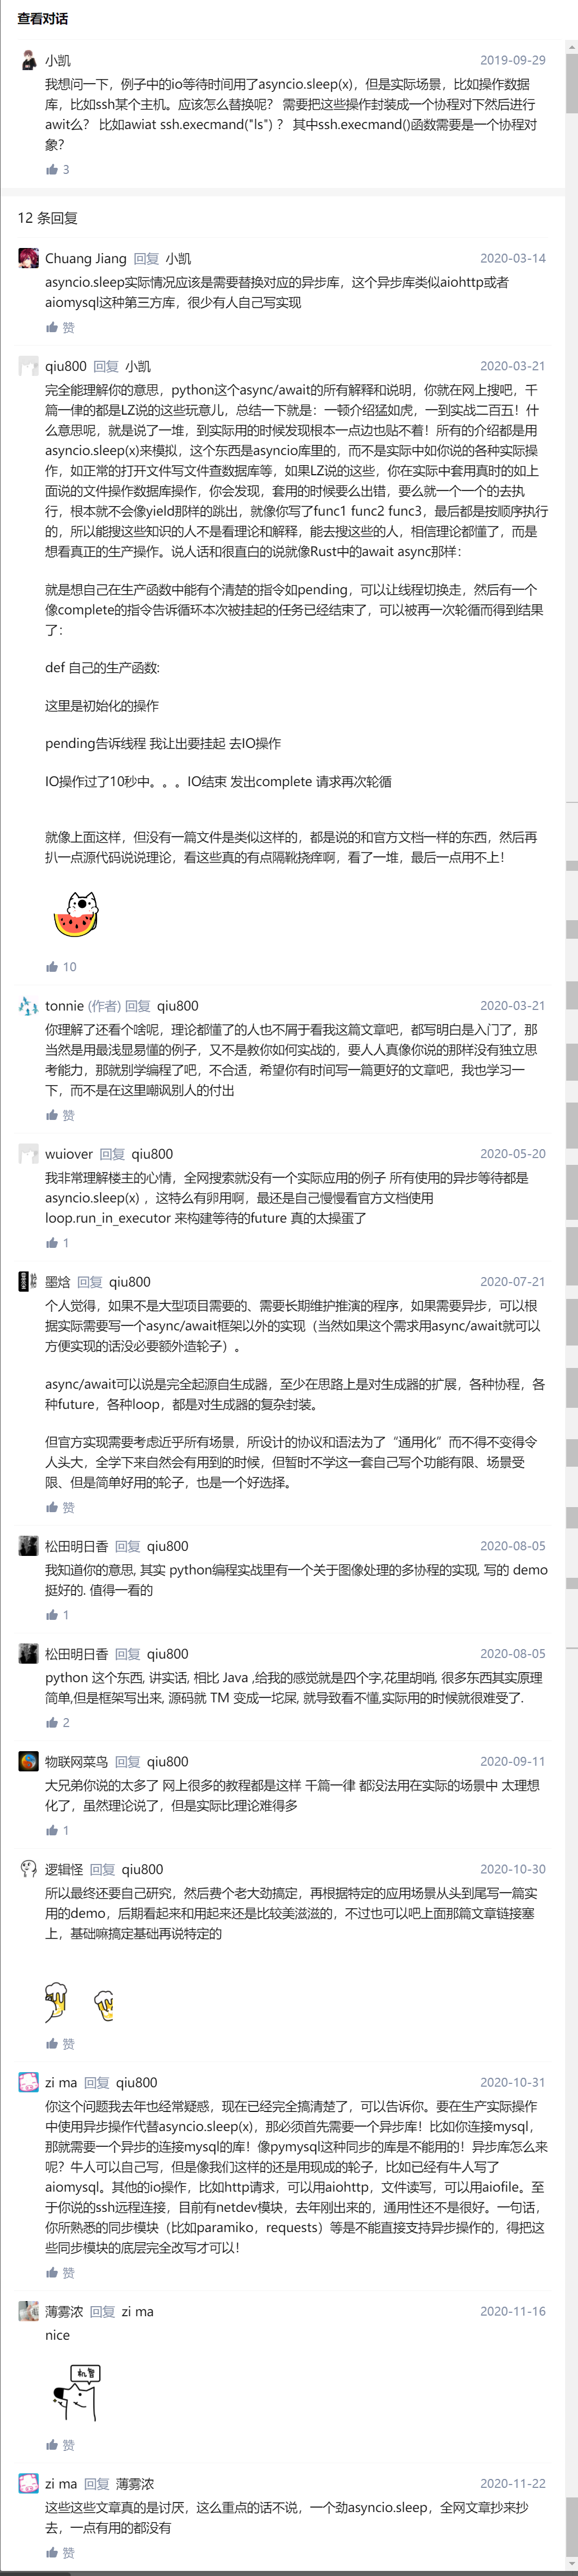 查看对话
小凯
2019-09-29
我想问一下，例子中的io等待时间用了asyncio.sleep(x)，但是实际场景，比如操作数据
库，比如ssh某个主机。应该怎么替换呢？ 需要把这些操作封装成一个协程对下然后进行
awit么？ 比如awiat ssh.execmand("ls") ？ 其中ssh.execmand()函数需要是一个协程对
象？
3
12 条回复
Chuang Jiang 回复 小凯
2020-03-14
asyncio.sleep实际情况应该是需要替换对应的异步库，这个异步库类似aiohttp或者
aiomysql这种第三方库，很少有人自己写实现
赞
qiu800 回复 小凯
2020-03-21
完全能理解你的意思，python这个async/await的所有解释和说明，你就在网上搜吧，千
篇一律的都是LZ说的这些玩意儿，总结一下就是：一顿介绍猛如虎，一到实战二百五！什
么意思呢，就是说了一堆，到实际用的时候发现根本一点边也贴不着！所有的介绍都是用
asyncio.sleep(x)来模拟，这个东西是asyncio库里的，而不是实际中如你说的各种实际操
作，如正常的打开文件写文件查数据库等，如果LZ说的这些，你在实际中套用真时的如上
面说的文件操作数据库操作，你会发现，套用的时候要么出错，要么就一个一个的去执
行，根本就不会像yield那样的跳出，就像你写了func1 func2 func3，最后都是按顺序执行
的，所以能搜这些知识的人不是看理论和解释，能去搜这些的人，相信理论都懂了，而是
想看真正的生产操作。说人话和很直白的说就像Rust中的await async那样：
就是想自己在生产函数中能有个清楚的指令如pending，可以让线程切换走，然后有一个
像complete的指令告诉循环本次被挂起的任务已经结束了，可以被再一次轮循而得到结果
了：
def 自己的生产函数:
这里是初始化的操作
pending告诉线程 我让出要挂起 去IO操作
IO操作过了10秒中。。。IO结束 发出complete 请求再次轮循
就像上面这样，但没有一篇文件是类似这样的，都是说的和官方文档一样的东西，然后再
扒一点源代码说说理论，看这些真的有点隔靴挠痒啊，看了一堆，最后一点用不上！
10
tonnie (作者) 回复 qiu800
2020-03-21
你理解了还看个啥呢，理论都懂了的人也不屑于看我这篇文章吧，都写明白是入门了，那
当然是用最浅显易懂的例子，又不是教你如何实战的，要人人真像你说的那样没有独立思
考能力，那就别学编程了吧，不合适，希望你有时间写一篇更好的文章吧，我也学习一
下，而不是在这里嘲讽别人的付出
赞
wuiover 回复 qiu800
2020-05-20
我非常理解楼主的心情，全网搜索就没有一个实际应用的例子 所有使用的异步等待都是
asyncio.sleep(x) ，这特么有卵用啊，最还是自己慢慢看官方文档使用
loop.run_in_executor 来构建等待的future 真的太操蛋了
1
墨焓 回复 qiu800
2020-07-21
个人觉得，如果不是大型项目需要的、需要长期维护推演的程序，如果需要异步，可以根
据实际需要写一个async/await框架以外的实现（当然如果这个需求用async/await就可以
方便实现的话没必要额外造轮子）。
async/await可以说是完全起源自生成器，至少在思路上是对生成器的扩展，各种协程，各
种future，各种loop，都是对生成器的复杂封装。
但官方实现需要考虑近乎所有场景，所设计的协议和语法为了“通用化”而不得不变得令
人头大，全学下来自然会有用到的时候，但暂时不学这一套自己写个功能有限、场景受
限、但是简单好用的轮子，也是一个好选择。
赞
松田明日香 回复 qiu800
2020-08-05
我知道你的意思, 其实 python编程实战里有一个关于图像处理的多协程的实现, 写的 demo
挺好的. 值得一看的
1
松田明日香 回复 qiu800
2020-08-05
python 这个东西, 讲实话, 相比 Java ,给我的感觉就是四个字,花里胡哨, 很多东西其实原理
简单,但是框架写出来, 源码就 TM 变成一坨屎, 就导致看不懂,实际用的时候就很难受了.
2
物联网菜鸟 回复 qiu800
2020-09-11
大兄弟你说的太多了 网上很多的教程都是这样 千篇一律 都没法用在实际的场景中 太理想
化了，虽然理论说了，但是实际比理论难得多
1
逻辑怪 回复 qiu800
2020-10-30
所以最终还要自己研究，然后费个老大劲搞定，再根据特定的应用场景从头到尾写一篇实
用的demo，后期看起来和用起来还是比较美滋滋的，不过也可以吧上面那篇文章链接塞
上，基础嘛搞定基础再说特定的
赞
zi ma 回复 qiu800
2020-10-31
你这个问题我去年也经常疑惑，现在已经完全搞清楚了，可以告诉你。要在生产实际操作
中使用异步操作代替asyncio.sleep(x)，那必须首先需要一个异步库！比如你连接mysql，
那就需要一个异步的连接mysql的库！像pymysql这种同步的库是不能用的！异步库怎么来
呢？牛人可以自己写，但是像我们这样的还是用现成的轮子，比如已经有牛人写了
aiomysql。其他的io操作，比如http请求，可以用aiohttp，文件读写，可以用aiofile。至
于你说的ssh远程连接，目前有netdev模块，去年刚出来的，通用性还不是很好。一句话，
你所熟悉的同步模块（比如paramiko，requests）等是不能直接支持异步操作的，得把这
些同步模块的底层完全改写才可以！
赞
薄雾浓 回复 zi ma
2020-11-16
nice
机智
赞
zi ma 回复 薄雾浓
2020-11-22
这些这些文章真的是讨厌，这么重点的话不说，一个劲asyncio.sleep，全网文章抄来抄
去，一点有用的都没有
赞